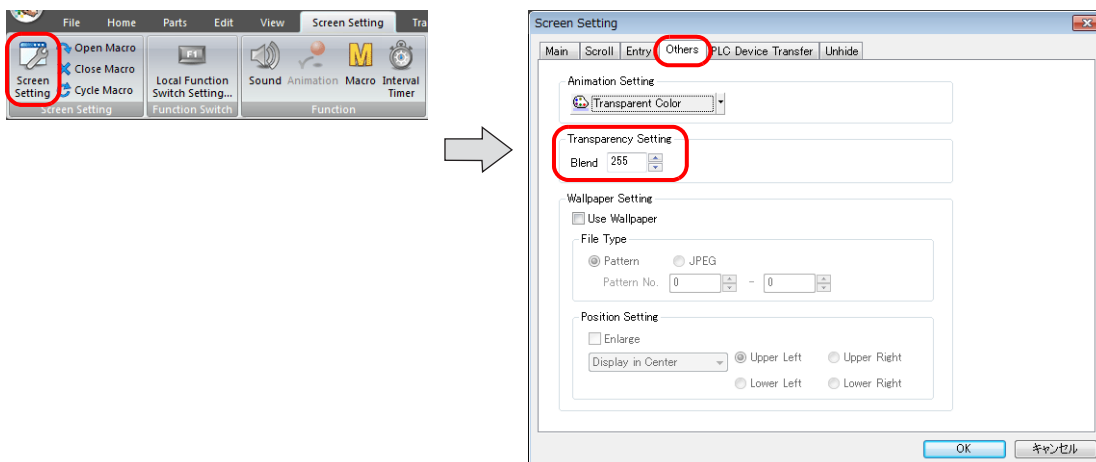 File Home Parts Edit View Screen Setting Tra
Screen Setting
Open Macro
Close Macro
Cycle Macro
F1
Local Function
Switch Setting...
Sound Animation Macro Interval
Timer
Screen Setting Function Switch Function
Screen Setting
Main Scroll Entry Others PLC Device Transfer Unhide
Animation Setting
Transparent Color
Transparency Setting
Blend 255
Wallpaper Setting
Use Wallpaper
File Type
Pattern JPEG
Pattern No. 0 - 0
Position Setting
Enlarge
Display in Center Upper Left Upper Right
Lower Left Lower Right
OK キャンセル